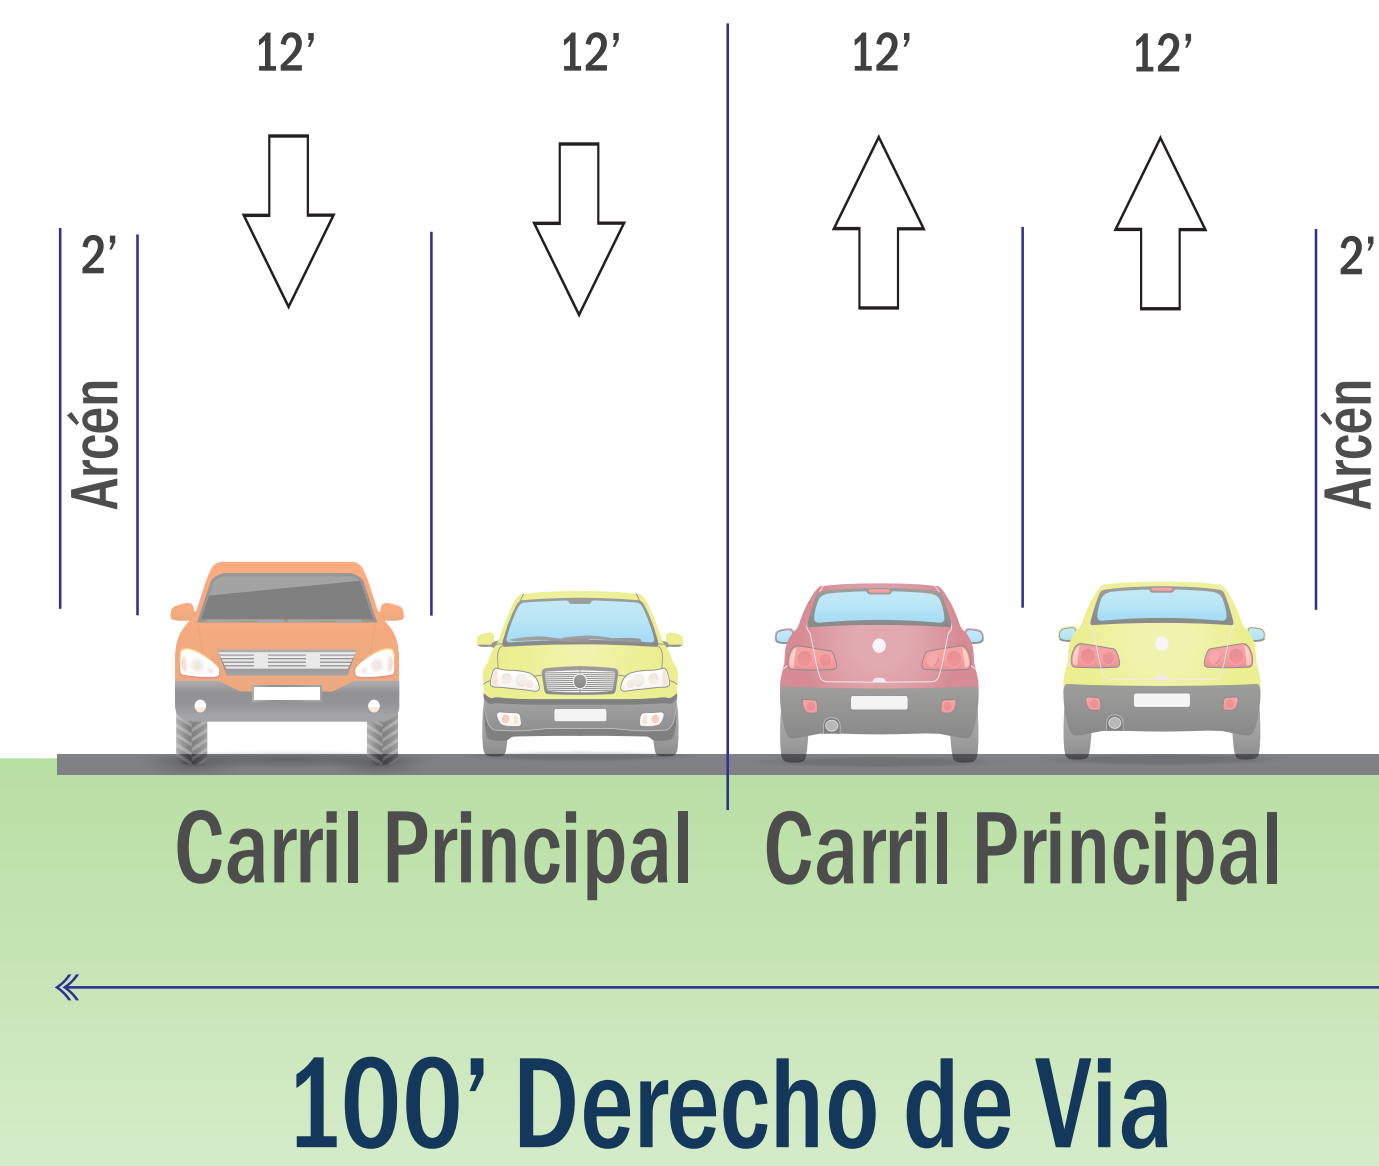 12’ 12’ 12’ 12’
2’ 2’
Arcén Arcén
Carril Principal Carril Principal
100’ Derecho de Via